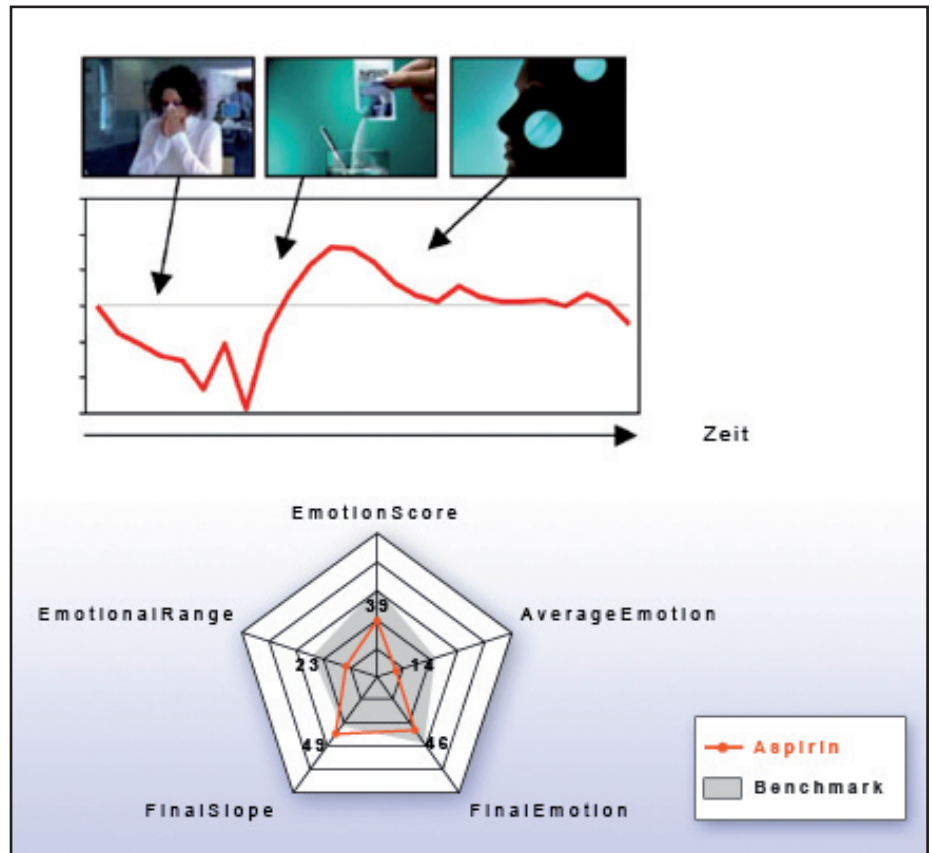 Zeit
EmotionScore
EmotionalRange
AverageEmotion
39
23
14
49
46
FinalSlope
FinalEmotion
Aspirin
Benchmark